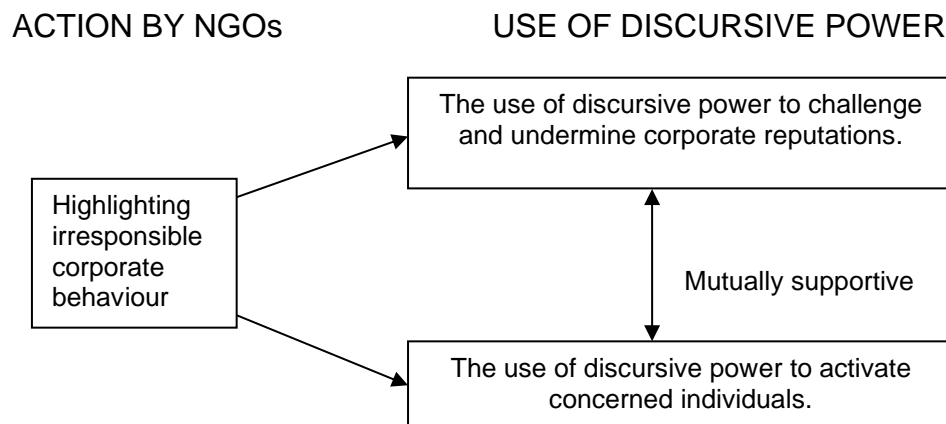 ACTION BY NGOs
USE OF DISCURSIVE POWER
The use of discursive power to challenge
and undermine corporate reputations.
Highlighting
irresponsible
corporate
behaviour
Mutually supportive
The use of discursive power to activate
concerned individuals.